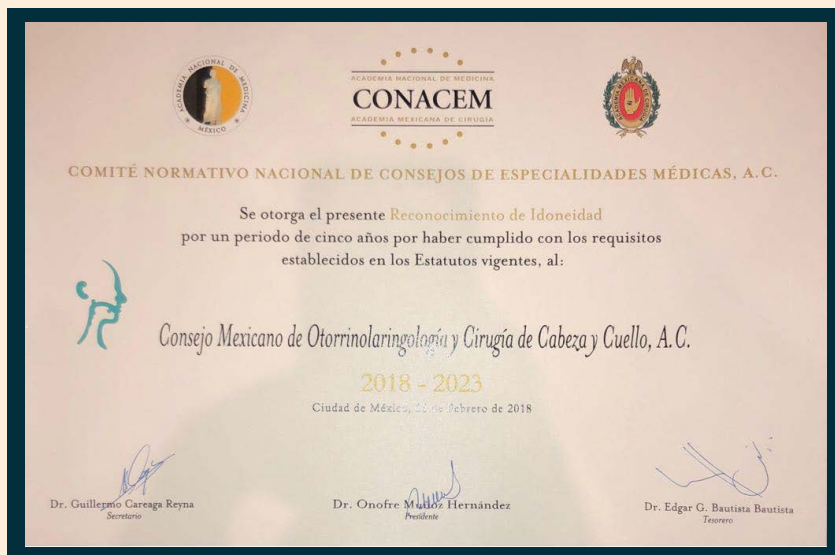 ACADEMIA NACIONAL DE MEDICINA
MÉXICO
ACADEMIA NACIONAL DE MEDICINA
CONACEM
ACADEMIA MEXICANA DE CIRUGÍA
ACADEMIA MEXICANA DE CIRUGIA
COMITÉ NORMATIVO NACIONAL DE CONSEJOS DE ESPECIALIDADES MÉDICAS, A.C.
Se otorga el presente Reconocimiento de Idoneidad
por un periodo de cinco años por haber cumplido con los requisitos
establecidos en los Estatutos vigentes, al:
Consejo Mexicano de Otorrinolaringología y Cirugía de Cabeza y Cuello, A.C.
2018 - 2023
Ciudad de México, de Febrero de 2018
Dr. Guillermo Careaga Reyna
Secretario
Dr. Onofre Muñoz Hernández
Presidente
Dr. Edgar G. Bautista Bautista
Tesorero